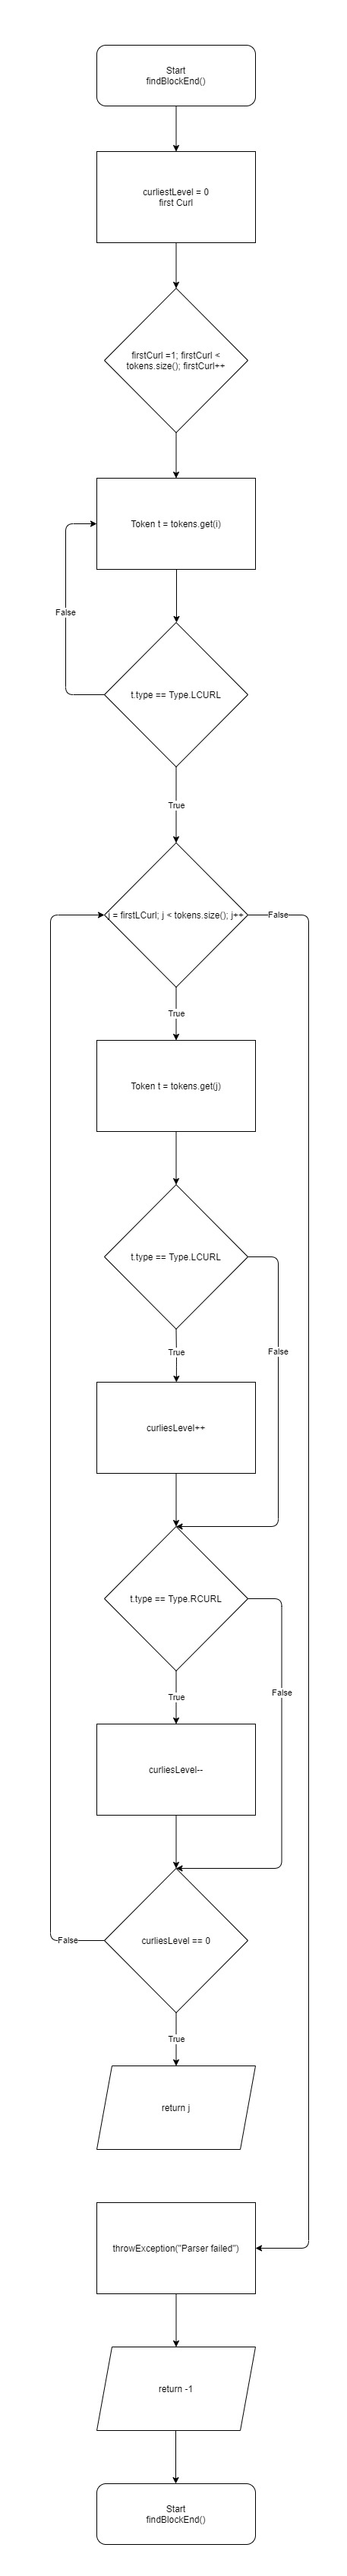 Start
findBlockEnd()
curliestLevel = 0
first Curl
firstCurl =1; firstCurl <
tokens.size(); firstCurl++
Token t = tokens.get(i)
False
t.type == Type.LCURL
True
j = firstLCurl; j < tokens.size(); j++
False
True
Token t = tokens.get(j)
t.type == Type.LCURL
True
False
curliesLevel++
t.type == Type.RCURL
False
True
curliesLevel--
curliesLevel == 0
False
True
return j
throwException("Parser failed")
return -1
Start
findBlockEnd()